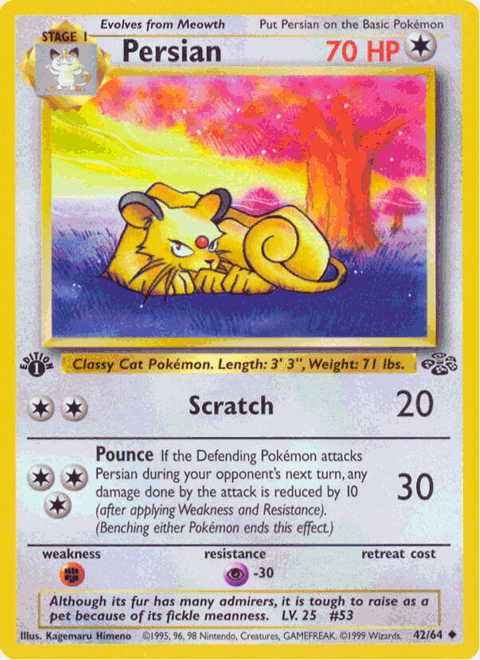 Evolves from Meowth Put Persian on the Basic Pokémon
STAGE 1
Persian 70 HP
EDITION
1
Classy Cat Pokémon. Length: 3' 3", Weight: 71 lbs.
Scratch 20
Pounce If the Defending Pokémon attacks
Persian during your opponent's next turn, any
damage done by the attack is reduced by 10
(after applying Weakness and Resistance).
(Benching either Pokémon ends this effect.)
30
weakness resistance retreat cost
-30
Although its fur has many admirers, it is tough to raise as a
pet because of its fickle meanness. LV. 25 #53
Illus. Kagemaru Himeno ©1995, 96, 98 Nintendo, Creatures, GAMEFREAK. ©1999 Wizards. 42/64